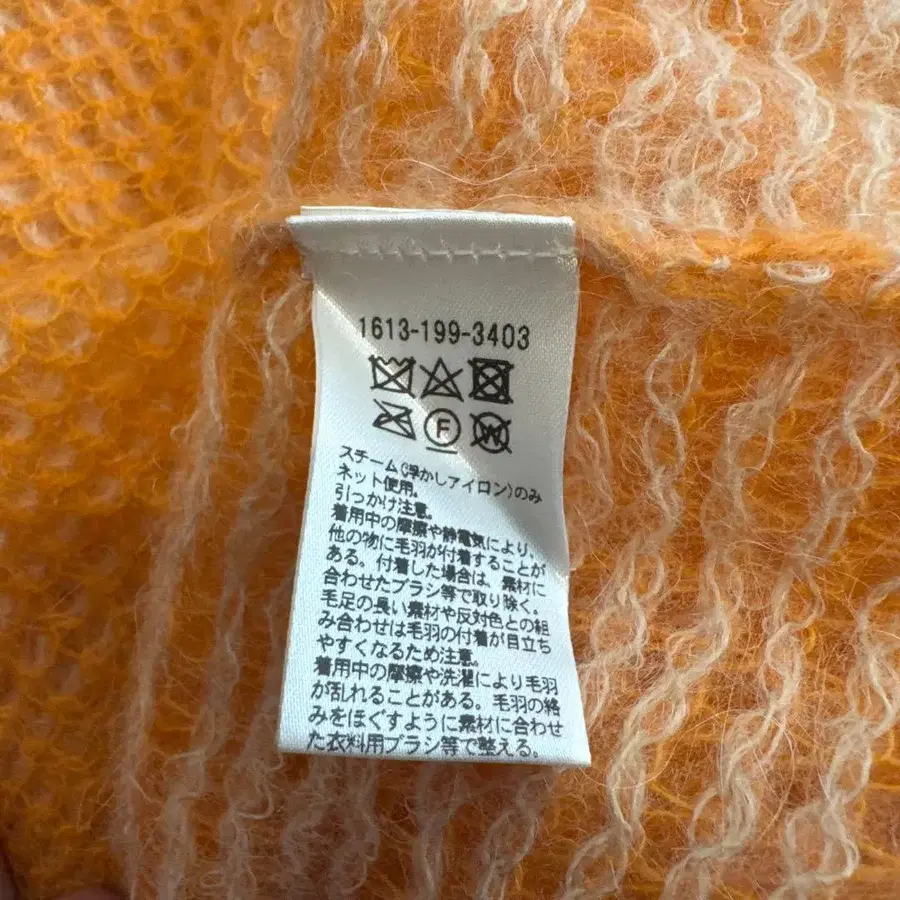 1613-199-3403
F
W
スチーム(浮かしアイロン)のみ
ネット使用。
引っかけ注意。
着用中の摩擦や静電気により、
他の物に毛羽が付着することが
ある。付着した場合は、素材に
合わせたブラシ等で取り除く。
毛足の長い素材や反対色との組
み合わせは毛羽の付着が目立ち
やすくなるため注意。
着用中の摩擦や洗濯により毛羽
が乱れることがある。毛羽の絡
みをほぐすように素材に合わせ
た衣料用ブラシ等で整える。